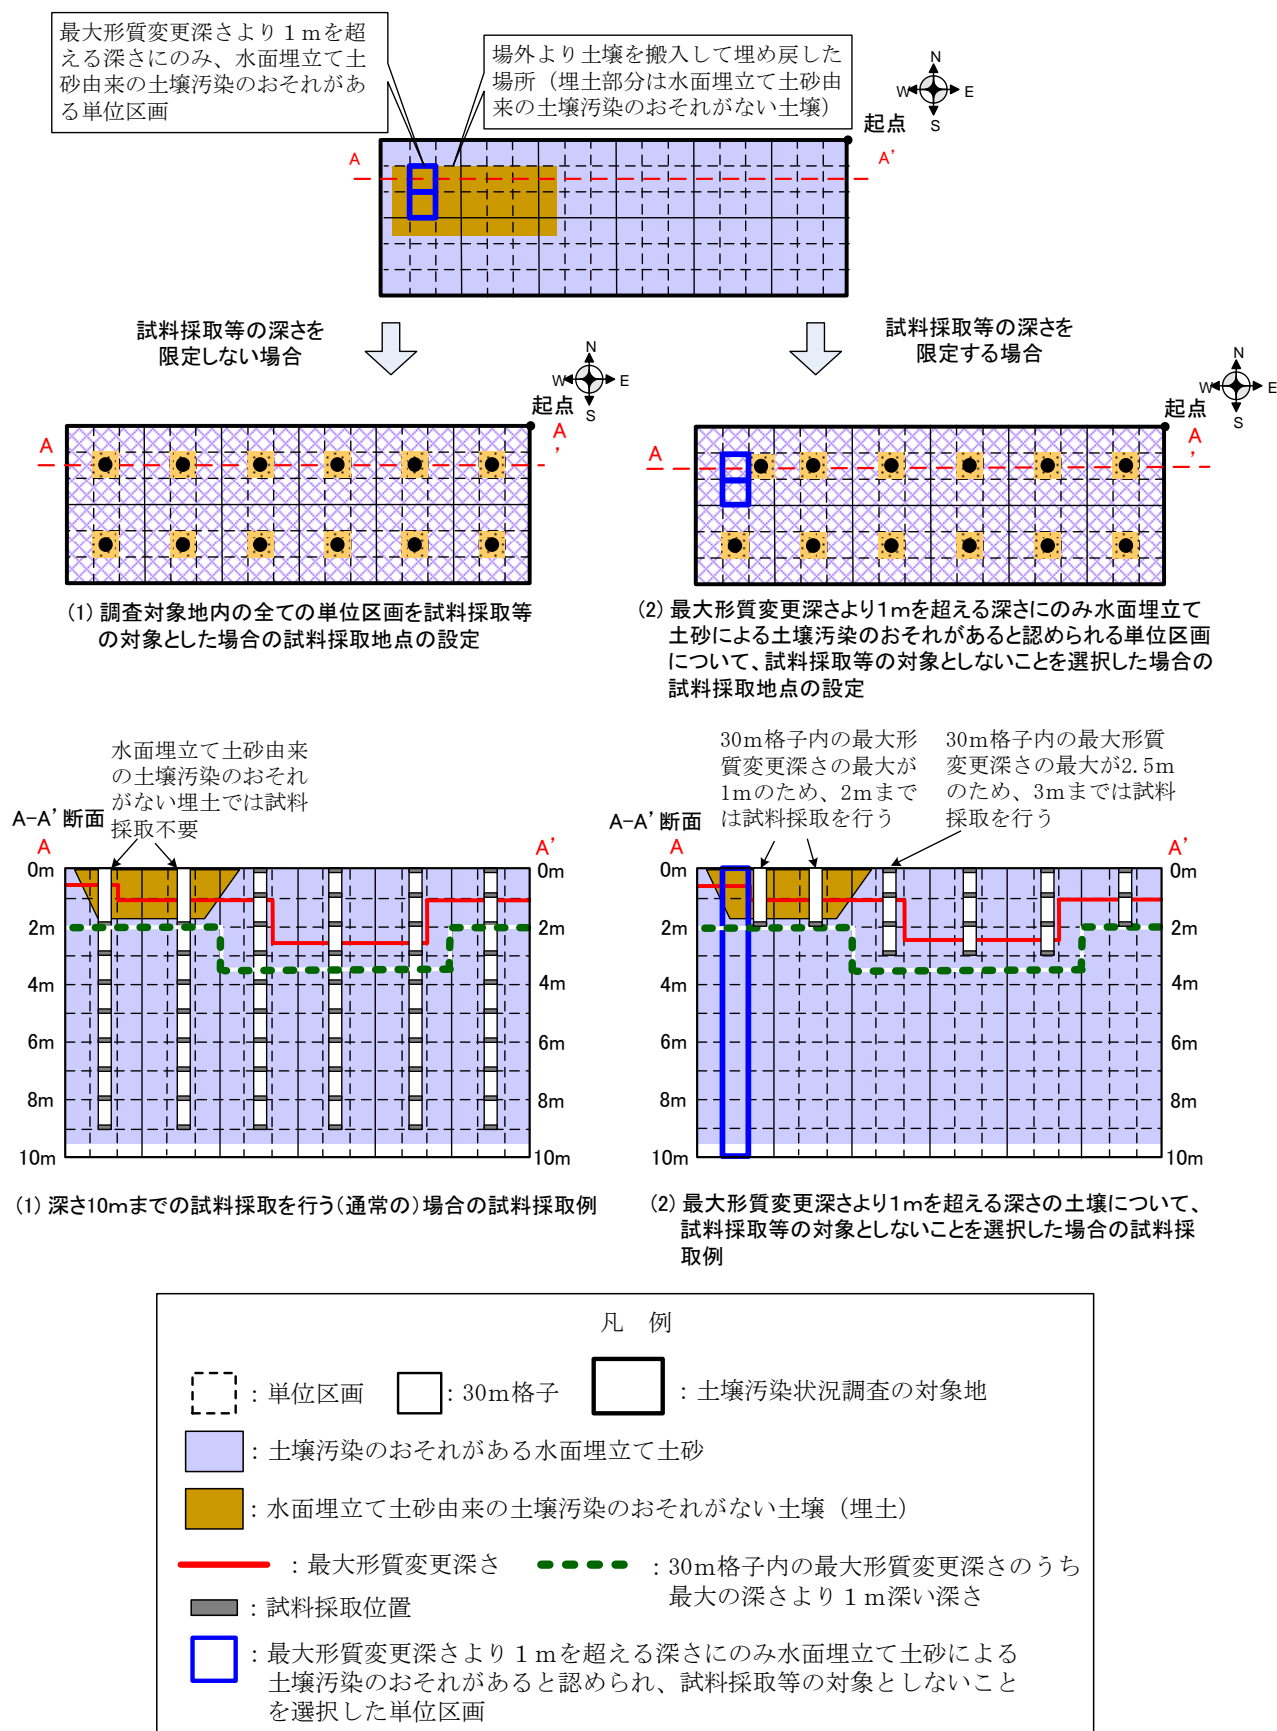 最大形質変更深さより１ｍを超
える深さにのみ、水面埋立て土
砂由来の土壌汚染のおそれがあ
る単位区画
場外より土壌を搬入して埋め戻した
場所（埋土部分は水面埋立て土砂由
来の土壌汚染のおそれがない土壌）
N
W
E
S
起点
A
A'
試料採取等の深さを
限定しない場合
試料採取等の深さを
限定する場合
N
W
E
S
起点
A
A'
N
W
E
S
起点
A
A'
(1) 調査対象地内の全ての単位区画を試料採取等
の対象とした場合の試料採取地点の設定
(2) 最大形質変更深さより1mを超える深さにのみ水面埋立て
土砂による土壌汚染のおそれがあると認められる単位区画
について、試料採取等の対象としないことを選択した場合の
試料採取地点の設定
水面埋立て土砂由来
の土壌汚染のおそれ
がない埋土では試料
採取不要
A-A' 断面
A
A'
0m
2m
4m
6m
8m
10m
0m
2m
4m
6m
8m
10m
30m格子内の最大形
質変更深さの最大が
1mのため、2mまで
は試料採取を行う
30m格子内の最大形質
変更深さの最大が2.5m
のため、3mまでは試料
採取を行う
A-A' 断面
A
A'
0m
2m
4m
6m
8m
10m
0m
2m
4m
6m
8m
10m
(1) 深さ10mまでの試料採取を行う(通常の)場合の試料採取例
(2) 最大形質変更深さより1mを超える深さの土壌について、
試料採取等の対象としないことを選択した場合の試料採
取例
凡　例
：単位区画
：30m格子
：土壌汚染状況調査の対象地
：土壌汚染のおそれがある水面埋立て土砂
：水面埋立て土砂由来の土壌汚染のおそれがない土壌（埋土）
：最大形質変更深さ
：30m格子内の最大形質変更深さのうち
最大の深さより１ｍ深い深さ
：試料採取位置
：最大形質変更深さより１ｍを超える深さにのみ水面埋立て土砂による
土壌汚染のおそれがあると認められ、試料採取等の対象としないこと
を選択した単位区画